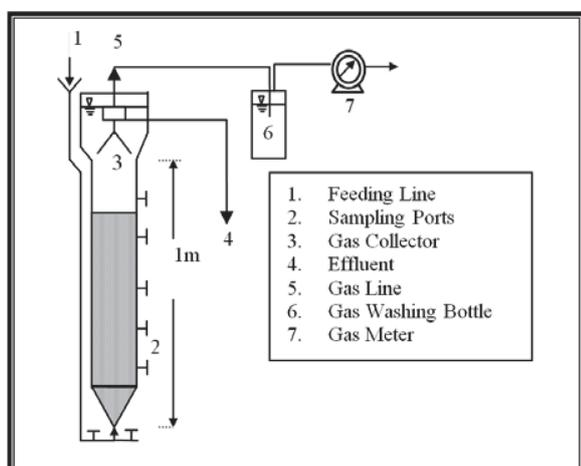 1
5
7
6
3
4
1m
2
1. Feeding Line
2. Sampling Ports
3. Gas Collector
4. Effluent
5. Gas Line
6. Gas Washing Bottle
7. Gas Meter